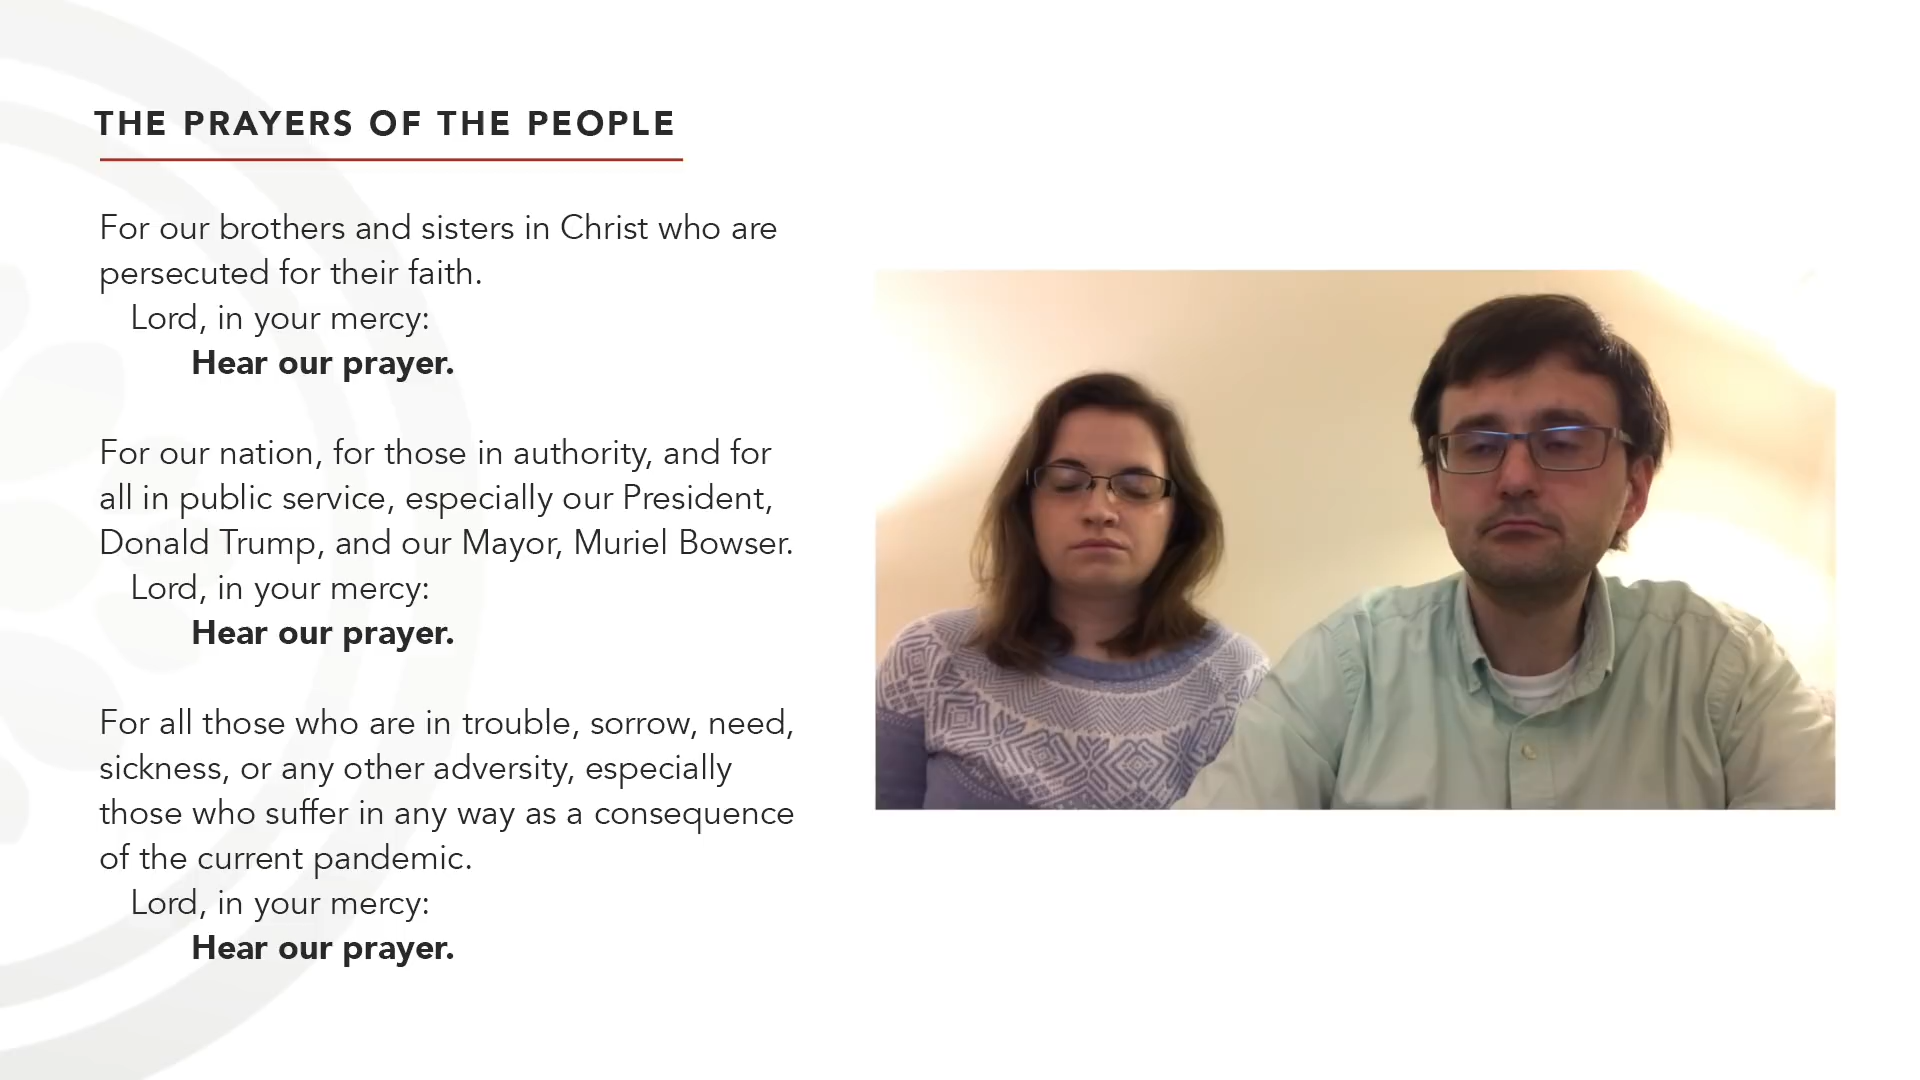 THE PRAYERS OF THE PEOPLE
For our brothers and sisters in Christ who are
persecuted for their faith.
Lord, in your mercy:
Hear our prayer.
For our nation, for those in authority, and for
all in public service, especially our President,
Donald Trump, and our Mayor, Muriel Bowser.
Lord, in your mercy:
Hear our prayer.
For all those who are in trouble, sorrow, need,
sickness, or any other adversity, especially
those who suffer in any way as a consequence
of the current pandemic.
Lord, in your mercy:
Hear our prayer.